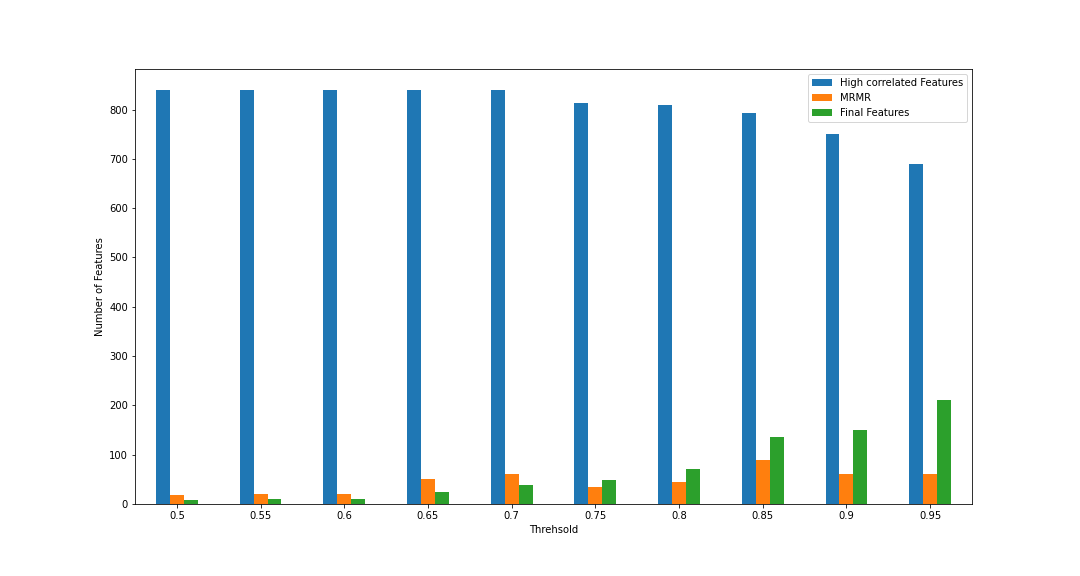 High correlated Features
MRMR
Final Features
800
700
600
500
400
300
200
100
0
Number of Features
0.5 0.55 0.6 0.65 0.7 0.75 0.8 0.85 0.9 0.95
Threhsold